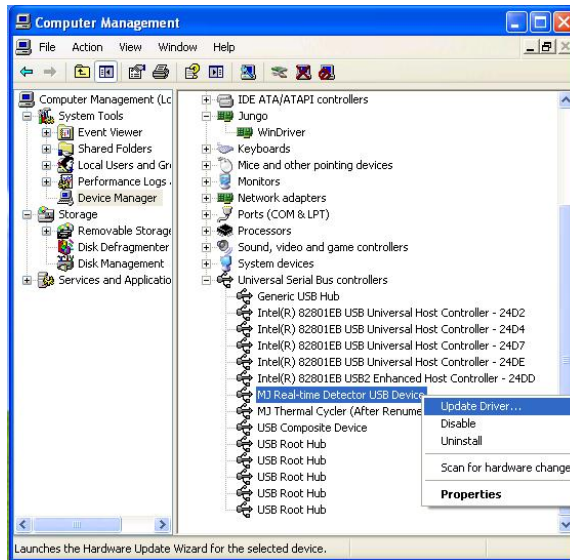 Computer Management
File Action View Window Help
Computer Management (Lc
System Tools
Event Viewer
Shared Folders
Local Users and Gr
Performance Logs
Device Manager
Storage
Removable Storage
Disk Defragmenter
Disk Management
Services and Applicatio
IDE ATA/ATAPI controllers
Jungo
WinDriver
Keyboards
Mice and other pointing devices
Monitors
Network adapters
Ports (COM & LPT)
Processors
Sound, video and game controllers
System devices
Universal Serial Bus controllers
Generic USB Hub
Intel(R) 82801EB USB Universal Host Controller - 24D2
Intel(R) 82801EB USB Universal Host Controller - 24D4
Intel(R) 82801EB USB Universal Host Controller - 24D7
Intel(R) 82801EB USB Universal Host Controller - 24DE
Intel(R) 82801EB USB2 Enhanced Host Controller - 24DD
MJ Real-time Detector USB Device
MJ Thermal Cycler (After Renume
USB Composite Device
USB Root Hub
USB Root Hub
USB Root Hub
USB Root Hub
USB Root Hub
Update Driver...
Disable
Uninstall
Scan for hardware change
Properties
Launches the Hardware Update Wizard for the selected device.